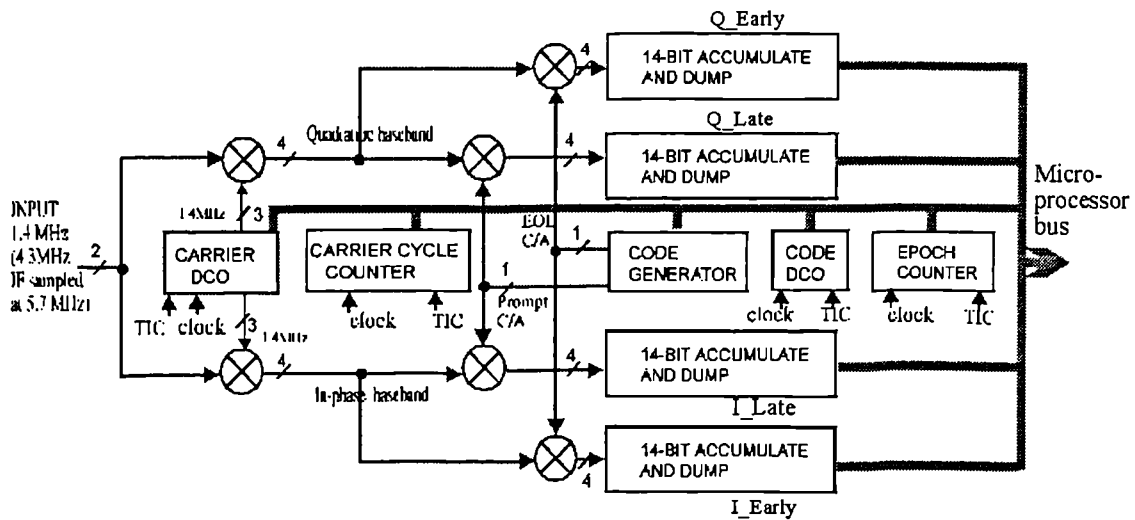 Q_Early
4
14-BIT ACCUMULATE
AND DUMP
Q_Late
4
Quadrature baseband
4
14-BIT ACCUMULATE
AND DUMP
Micro-
processor
bus
INPUT
1.4 MHz
(4.3MHz
IF sampled
at 5.7 MHz)
2
1.4MHz
3
CARRIER
DCO
TIC
clock
3
1.4MHz
CARRIER CYCLE
COUNTER
clock
TIC
EOL
C/A
1
1
Prompt
C/A
CODE
GENERATOR
CODE
DCO
clock
TIC
EPOCH
COUNTER
clock
TIC
4
In-phase baseband
4
14-BIT ACCUMULATE
AND DUMP
I_Late
4
14-BIT ACCUMULATE
AND DUMP
I_Early